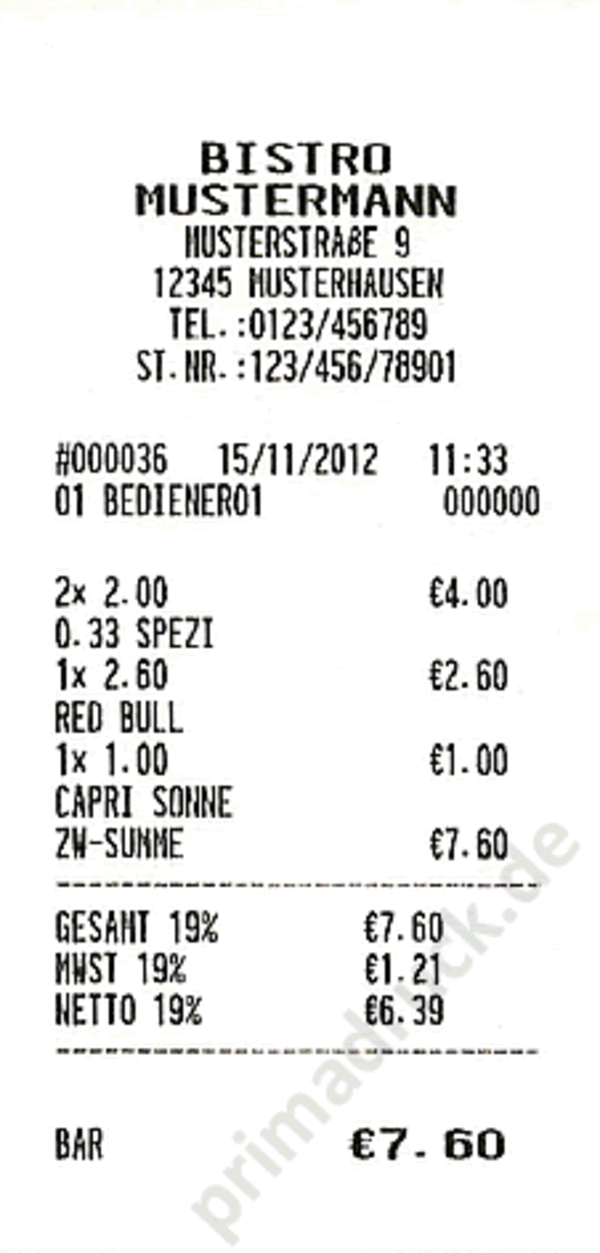 BISTRO
MUSTERMANN
MUSTERSTRAßE 9
12345 MUSTERHAUSEN
TEL.:0123/456789
ST.NR.:123/456/78901
#000036 15/11/2012 11:33
01 BEDIENER01 000000
2x 2.00 €4.00
0.33 SPEZI
1x 2.60 €2.60
RED BULL
1x 1.00 €1.00
CAPRI SONNE
ZW-SUMME €7.60
GESAMT 19% €7.60
MWST 19% €1.21
NETTO 19% €6.39
BAR €7.60
primadruck.de